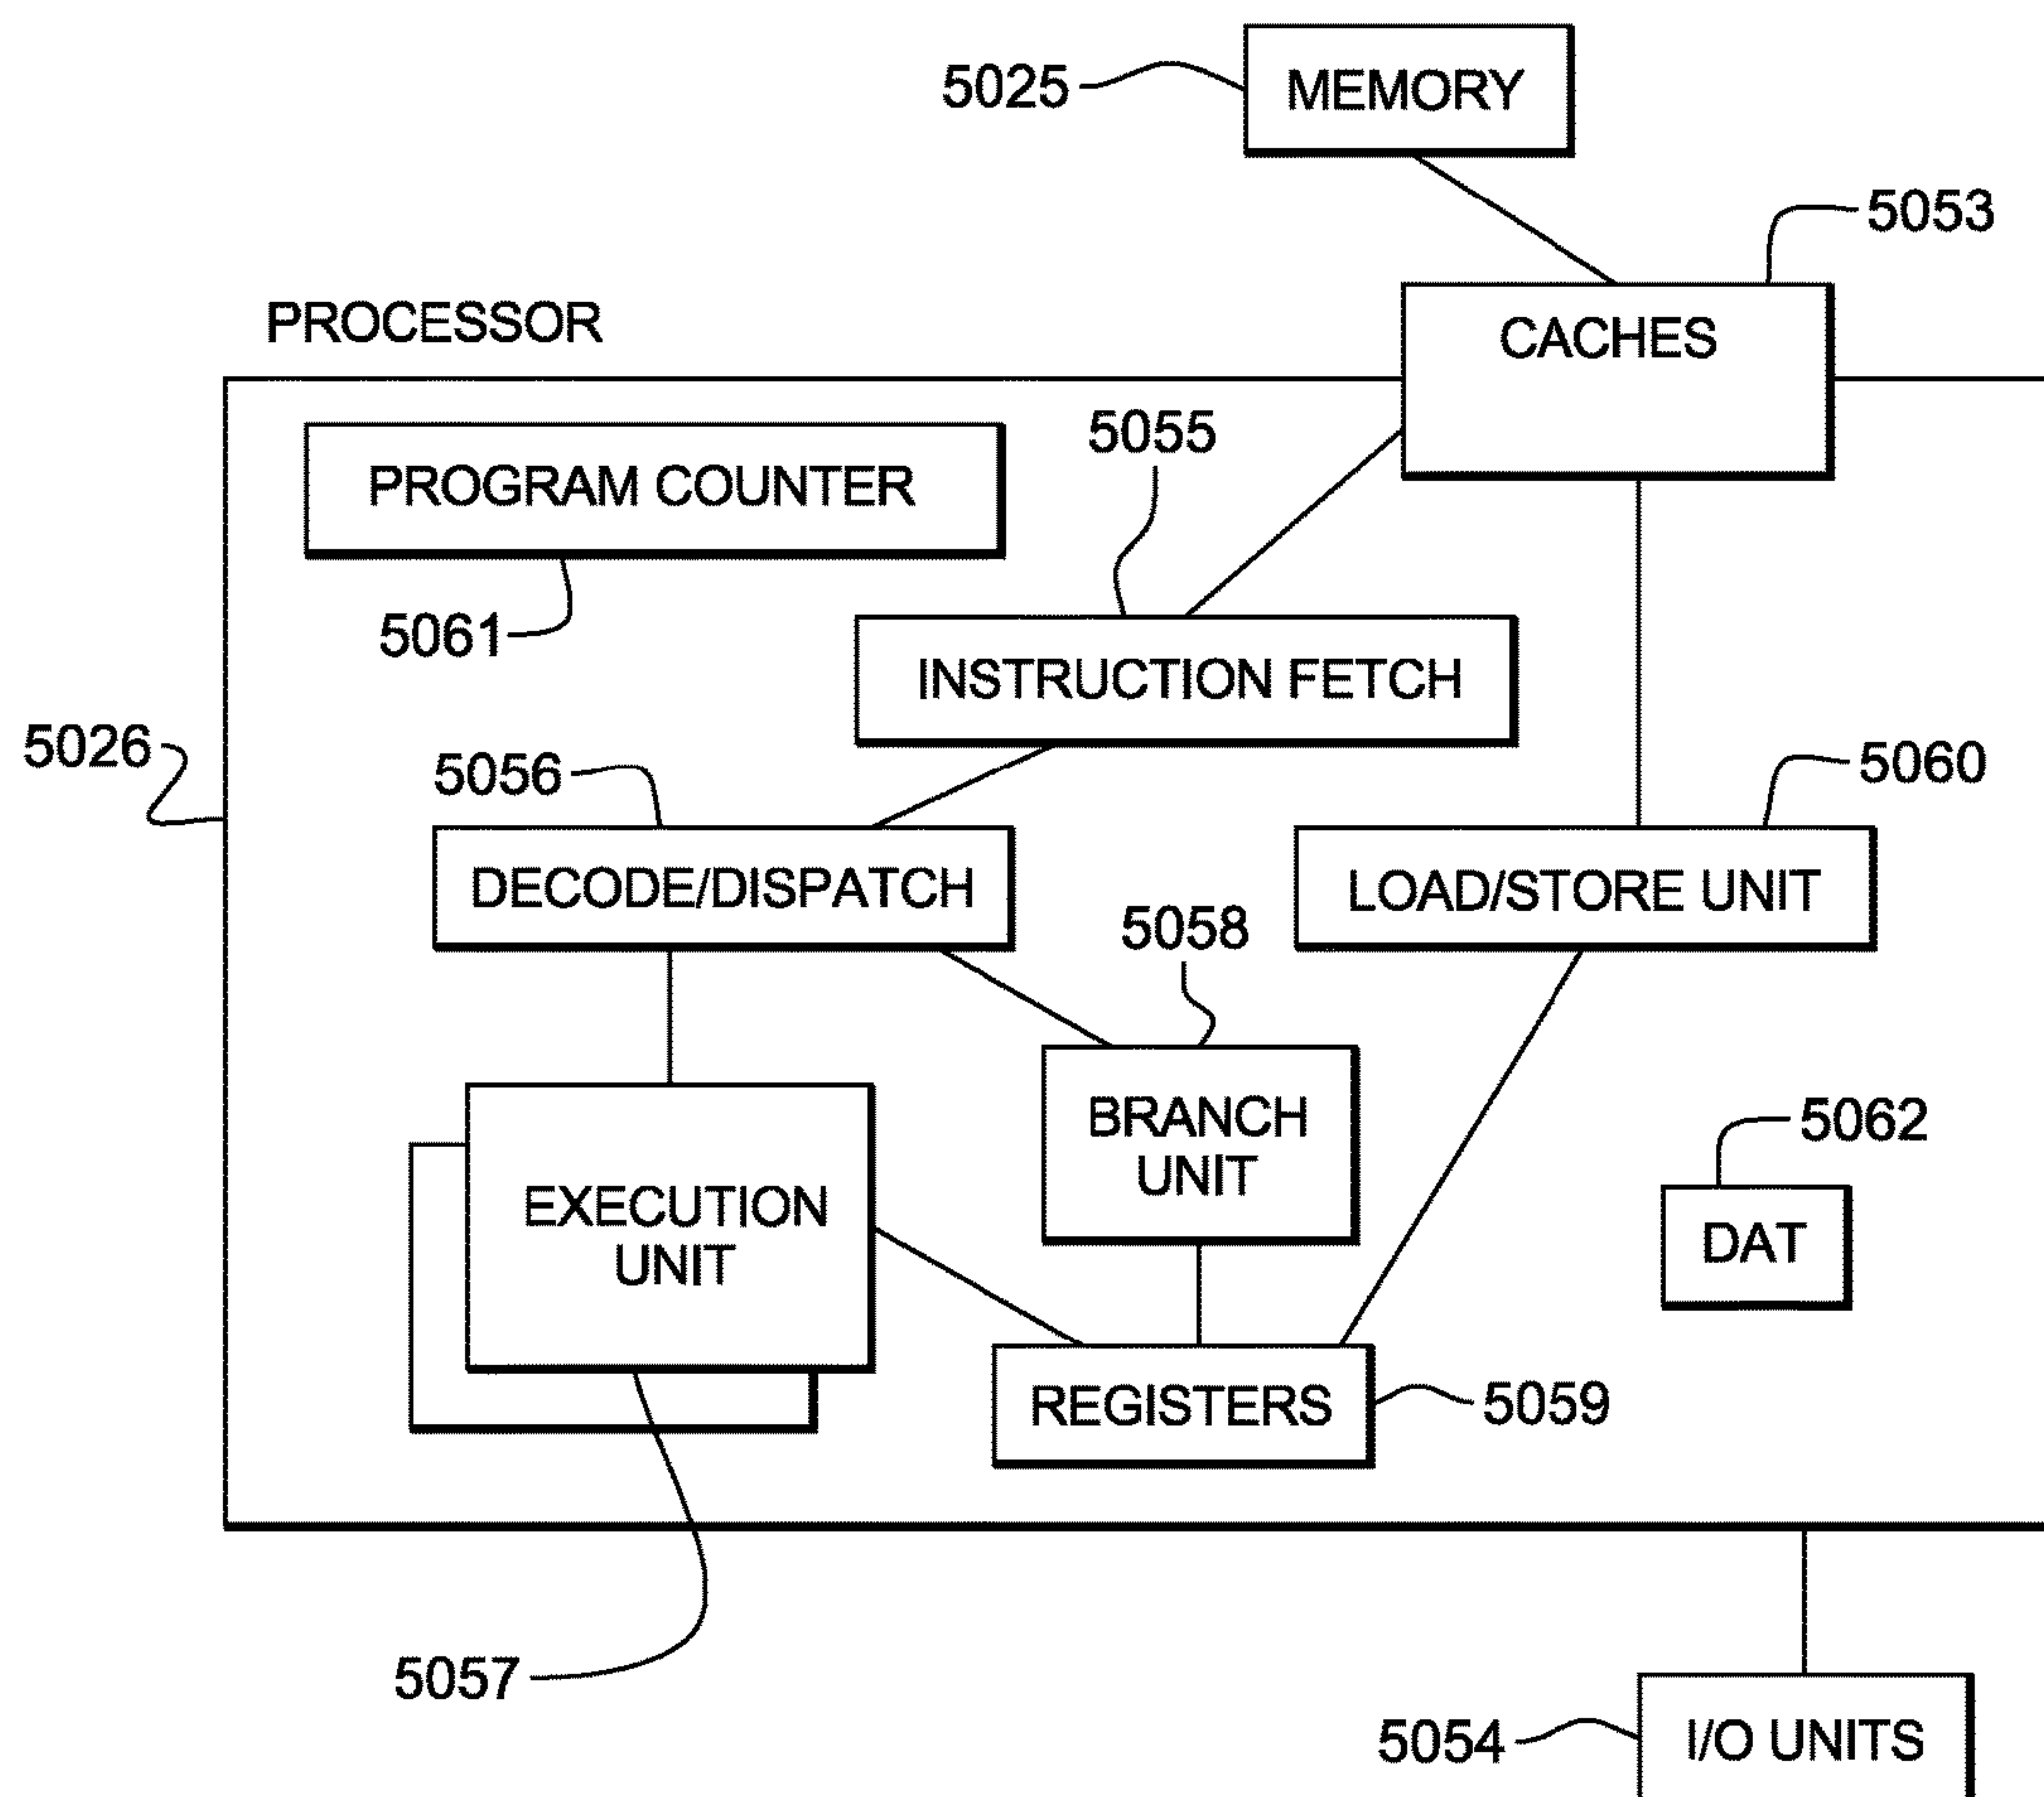 MEMORY
5025
5053
CACHES
PROCESSOR
5055
PROGRAM COUNTER
5061
INSTRUCTION FETCH
5026
5056
5060
DECODE/DISPATCH
LOAD/STORE UNIT
5058
BRANCH
UNIT
5062
EXECUTION
UNIT
DAT
REGISTERS
5059
5057
5054
I/O UNITS